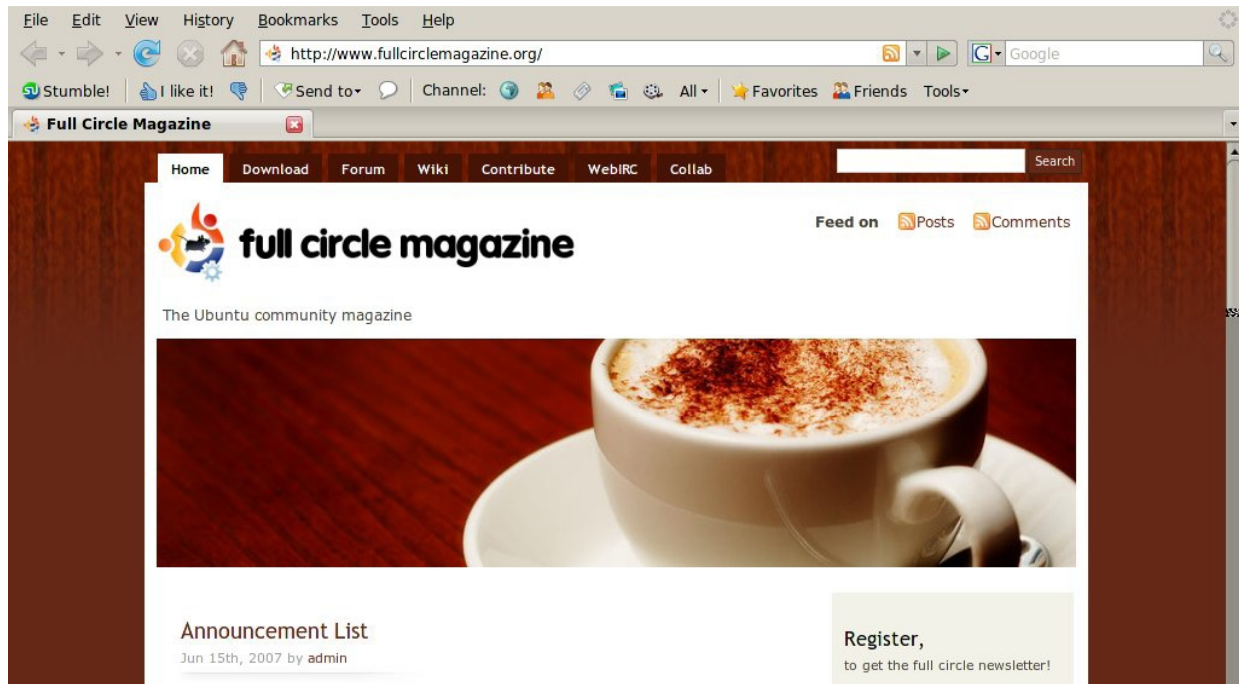 File Edit View History Bookmarks Tools Help
http://www.fullcirclemagazine.org/ G Google
Stumble! I like it! Send to Channel: All Favorites Friends Tools
Full Circle Magazine
Home Download Forum Wiki Contribute WebIRC Collab Search
full circle magazine
Feed on Posts Comments
The Ubuntu community magazine
Announcement List
Jun 15th, 2007 by admin
Register,
to get the full circle newsletter!